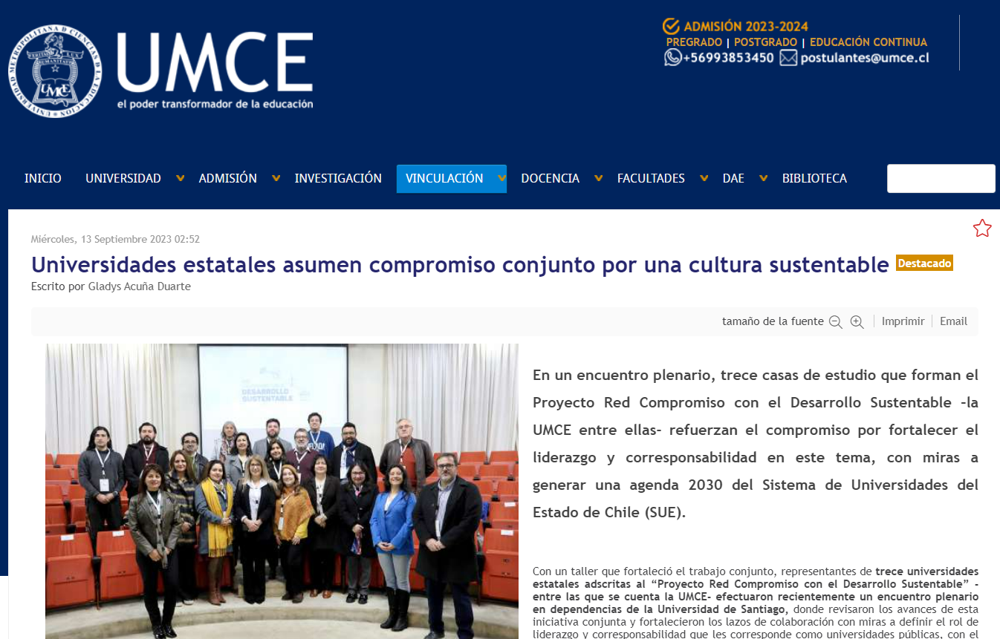 UNIVERSIDAD METROPOLITANA D CIENCIAS D LA EDUCACION
UMCE
UMCE
el poder transformador de la educación
ADMISIÓN 2023-2024
PREGRADO | POSTGRADO | EDUCACIÓN CONTINUA
+56993853450 postulantes@umce.cl
INICIO UNIVERSIDAD ADMISIÓN INVESTIGACIÓN VINCULACIÓN DOCENCIA FACULTADES DAE BIBLIOTECA
Miércoles, 13 Septiembre 2023 02:52
Universidades estatales asumen compromiso conjunto por una cultura sustentable Destacado
Escrito por Gladys Acuña Duarte
tamaño de la fuente Imprimir Email
DESARROLLO
SUSTENTABLE
En un encuentro plenario, trece casas de estudio que forman el
Proyecto Red Compromiso con el Desarrollo Sustentable –la
UMCE entre ellas– refuerzan el compromiso por fortalecer el
liderazgo y corresponsabilidad en este tema, con miras a
generar una agenda 2030 del Sistema de Universidades del
Estado de Chile (SUE).
Con un taller que fortaleció el trabajo conjunto, representantes de trece universidades
estatales adscritas al “Proyecto Red Compromiso con el Desarrollo Sustentable” -
entre las que se cuenta la UMCE- efectuaron recientemente un encuentro plenario
en dependencias de la Universidad de Santiago, donde revisaron los avances de esta
iniciativa conjunta y fortalecieron los lazos de colaboración con miras a definir el rol de
liderazgo y corresponsabilidad que les corresponde como universidades públicas, con el